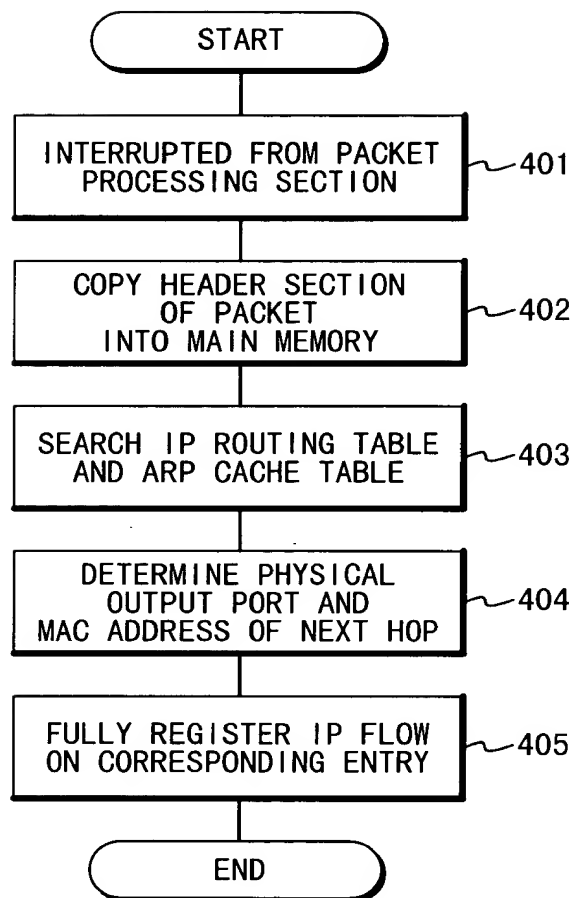 START
INTERRUPTED FROM PACKET
PROCESSING SECTION
401
COPY HEADER SECTION
OF PACKET
INTO MAIN MEMORY
402
SEARCH IP ROUTING TABLE
AND ARP CACHE TABLE
403
DETERMINE PHYSICAL
OUTPUT PORT AND
MAC ADDRESS OF NEXT HOP
404
FULLY REGISTER IP FLOW
ON CORRESPONDING ENTRY
405
END